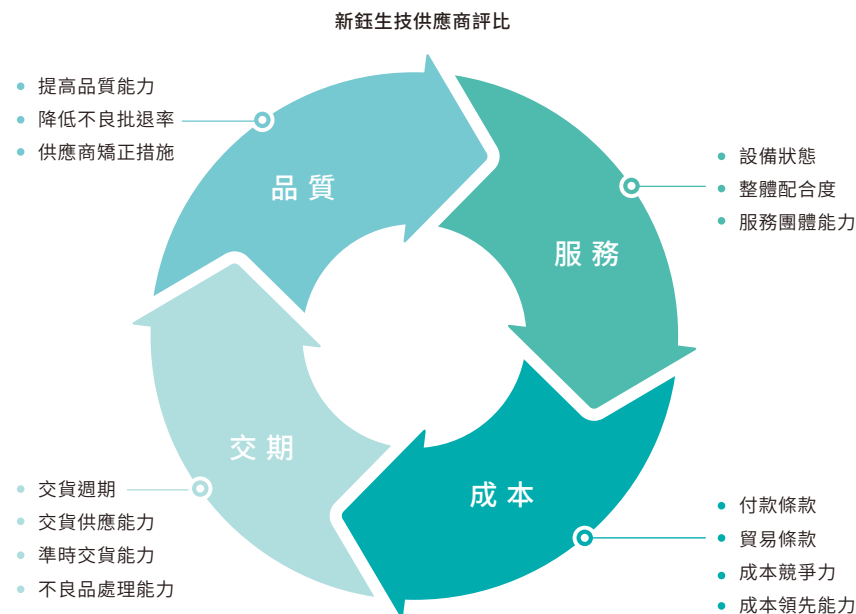 新鈺生技供應商評比
提高品質能力
降低不良批退率
供應商矯正措施
品質
設備狀態
整體配合度
服務團體能力
服務
交期
交貨週期
交貨供應能力
準時交貨能力
不良品處理能力
成本
付款條款
貿易條款
成本競爭力
成本領先能力